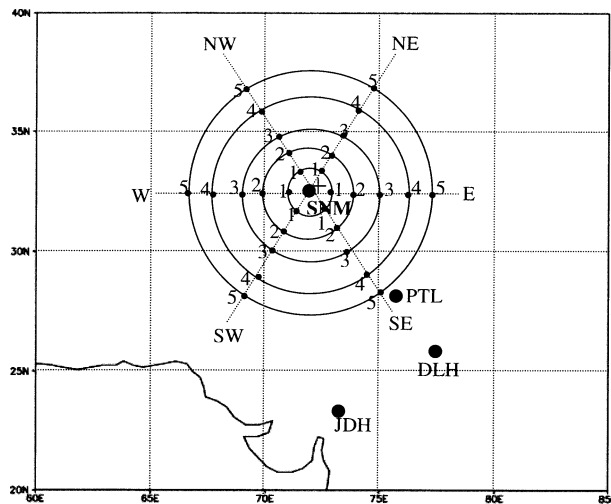 40N
NW NE
5 5
4 4
35N
3 3
2 2
1 1
W 5 4 3 2 1 1 2 3 4 5 E
SNM
1 1
2 2
30N 3 3
4 4
5 5 PTL
SW SE
25N
DLH
JDH
20N
60E 65E 70E 75E 80E 85E